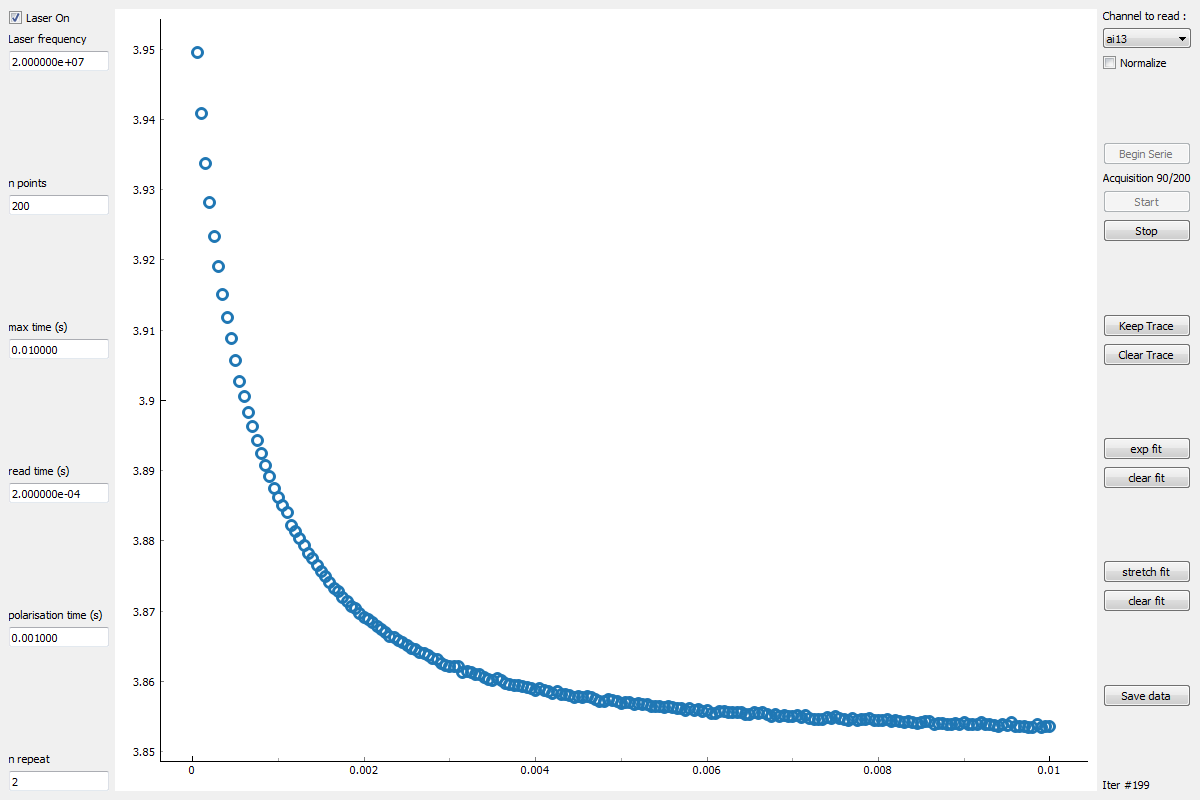 Laser On
Laser frequency
2.000000e+07
n points
200
max time (s)
0.010000
read time (s)
2.000000e-04
polarisation time (s)
0.001000
n repeat
2
3.95
3.94
3.93
3.92
3.91
3.9
3.89
3.88
3.87
3.86
3.85
0 0.002 0.004 0.006 0.008 0.01
Channel to read :
ai13
Normalize
Begin Serie
Acquisition 90/200
Start
Stop
Keep Trace
Clear Trace
exp fit
clear fit
stretch fit
clear fit
Save data
Iter #199